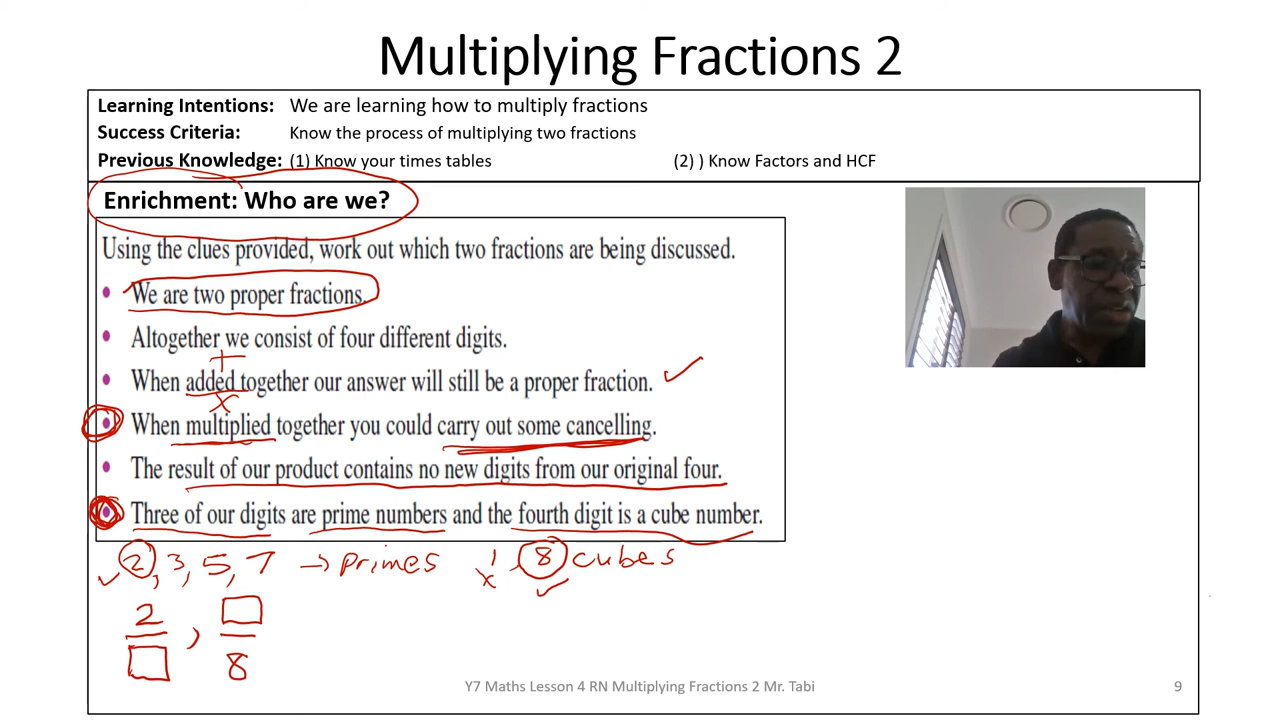 Multiplying Fractions 2
Learning Intentions: We are learning how to multiply fractions
Success Criteria: Know the process of multiplying two fractions
Previous Knowledge: (1) Know your times tables (2) ) Know Factors and HCF
Enrichment: Who are we?
Using the clues provided, work out which two fractions are being discussed.
• We are two proper fractions.
• Altogether we consist of four different digits.
+
• When added together our answer will still be a proper fraction. ✓
x
• When multiplied together you could carry out some cancelling.
• The result of our product contains no new digits from our original four.
• Three of our digits are prime numbers and the fourth digit is a cube number.
✓ 2, 3, 5, 7 → primes 1, 8 cubes
x ✓
2/□ , □/8
Y7 Maths Lesson 4 RN Multiplying Fractions 2 Mr. Tabi 9